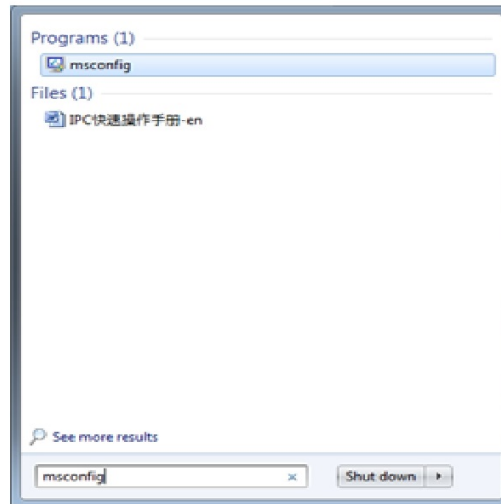 Programs (1)
msconfig
Files (1)
IPC快速操作手册-en
See more results
msconfig
Shut down